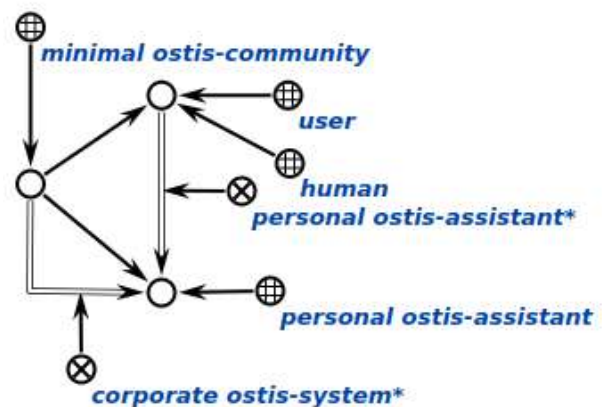 minimal ostis-community
user
human
personal ostis-assistant*
personal ostis-assistant
corporate ostis-system*